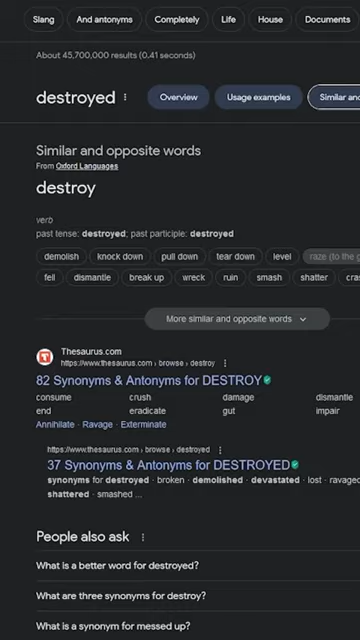 Slang
And antonyms
Completely
Life
House
Documents
About 45,700,000 results (0.41 seconds)
destroyed
Overview
Usage examples
Similar and
Similar and opposite words
From Oxford Languages
destroy
verb
past tense: destroyed; past participle: destroyed
demolish
knock down
pull down
tear down
level
raze (to the g
fell
dismantle
break up
wreck
ruin
smash
shatter
cras
More similar and opposite words
T
Thesaurus.com
https://www.thesaurus.com › browse › destroy
82 Synonyms & Antonyms for DESTROY
consume crush damage dismantle
end eradicate gut impair
Annihilate · Ravage · Exterminate
https://www.thesaurus.com › browse › destroyed
37 Synonyms & Antonyms for DESTROYED
synonyms for destroyed · broken · demolished · devastated · lost · ravaged
shattered · smashed ...
People also ask
What is a better word for destroyed?
What are three synonyms for destroy?
What is a synonym for messed up?